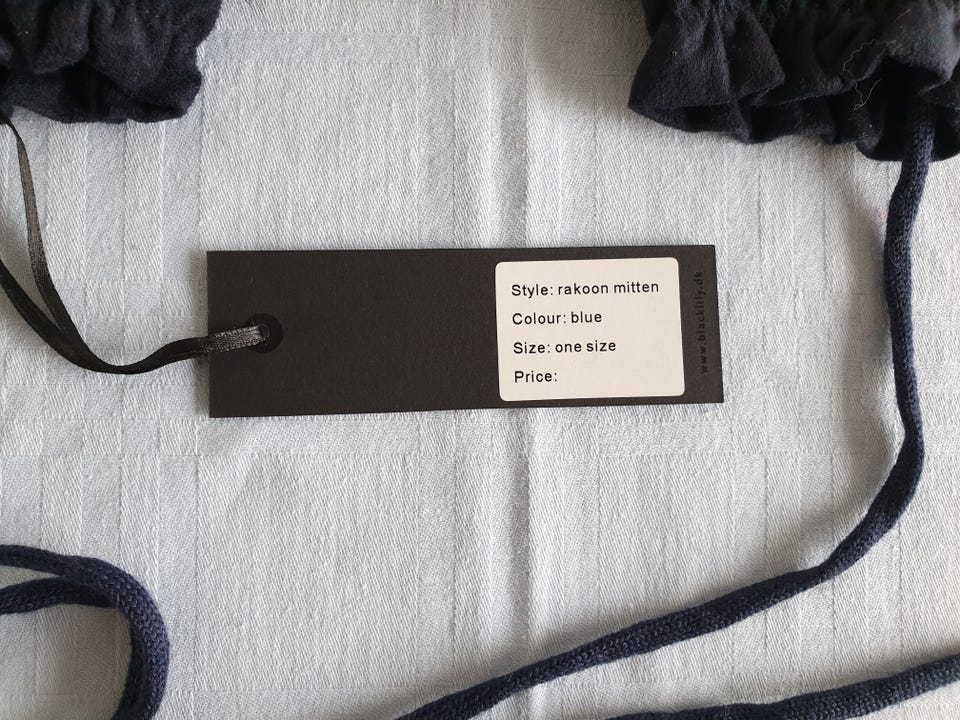 Style: rakoon mitten
Colour: blue
Size: one size
Price:
www.blacklily.dk